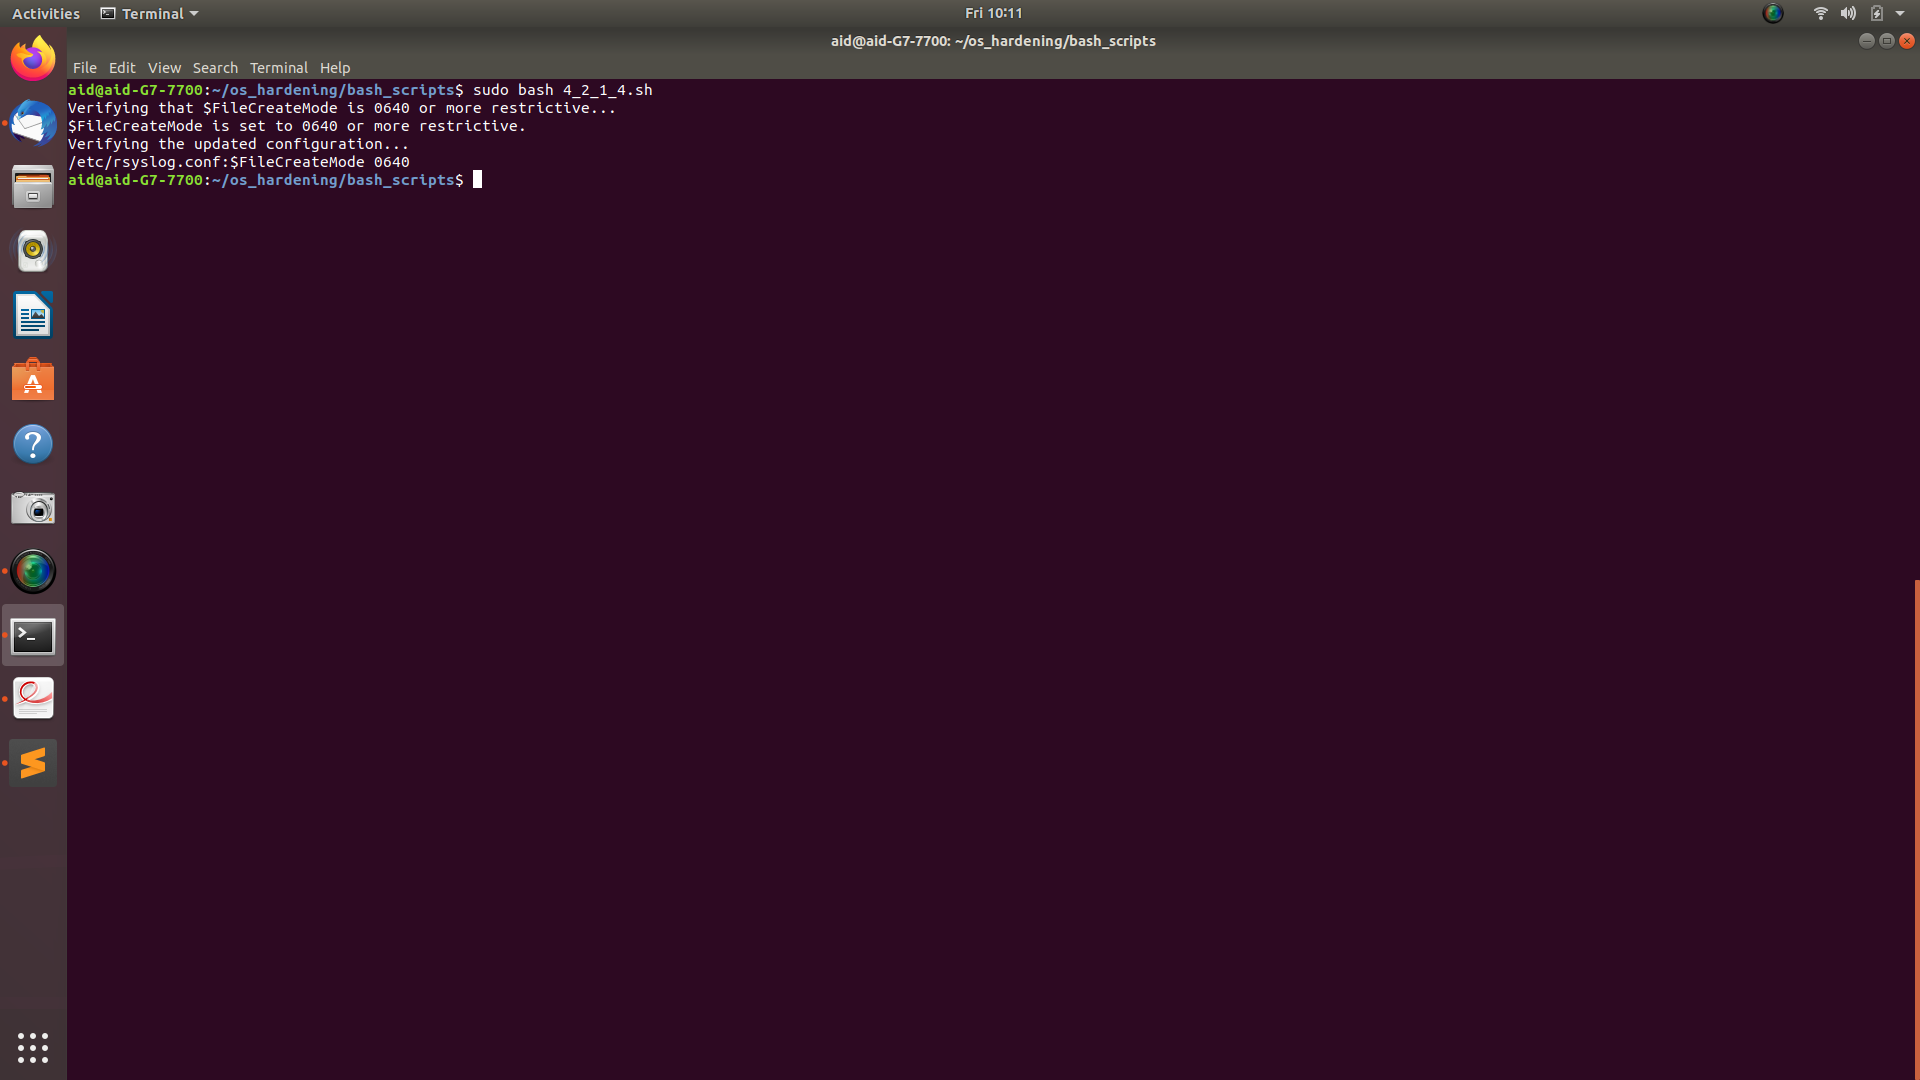 Activities Terminal Fri 10:11
aid@aid-G7-7700: ~/os_hardening/bash_scripts
File Edit View Search Terminal Help
aid@aid-G7-7700:~/os_hardening/bash_scripts$ sudo bash 4_2_1_4.sh
Verifying that $FileCreateMode is 0640 or more restrictive...
$FileCreateMode is set to 0640 or more restrictive.
Verifying the updated configuration...
/etc/rsyslog.conf:$FileCreateMode 0640
aid@aid-G7-7700:~/os_hardening/bash_scripts$